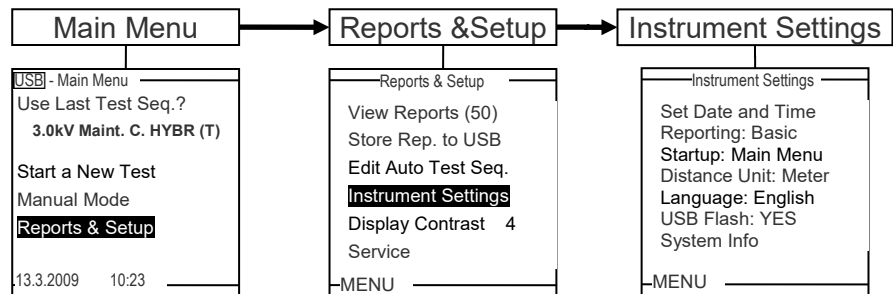 Main Menu
Reports &Setup
Instrument Settings
USB - Main Menu
Use Last Test Seq.?
3.0kV Maint. C. HYBR (T)
Start a New Test
Manual Mode
Reports & Setup
13.3.2009 10:23
Reports & Setup
View Reports (50)
Store Rep. to USB
Edit Auto Test Seq.
Instrument Settings
Display Contrast 4
Service
MENU
Instrument Settings
Set Date and Time
Reporting: Basic
Startup: Main Menu
Distance Unit: Meter
Language: English
USB Flash: YES
System Info
MENU